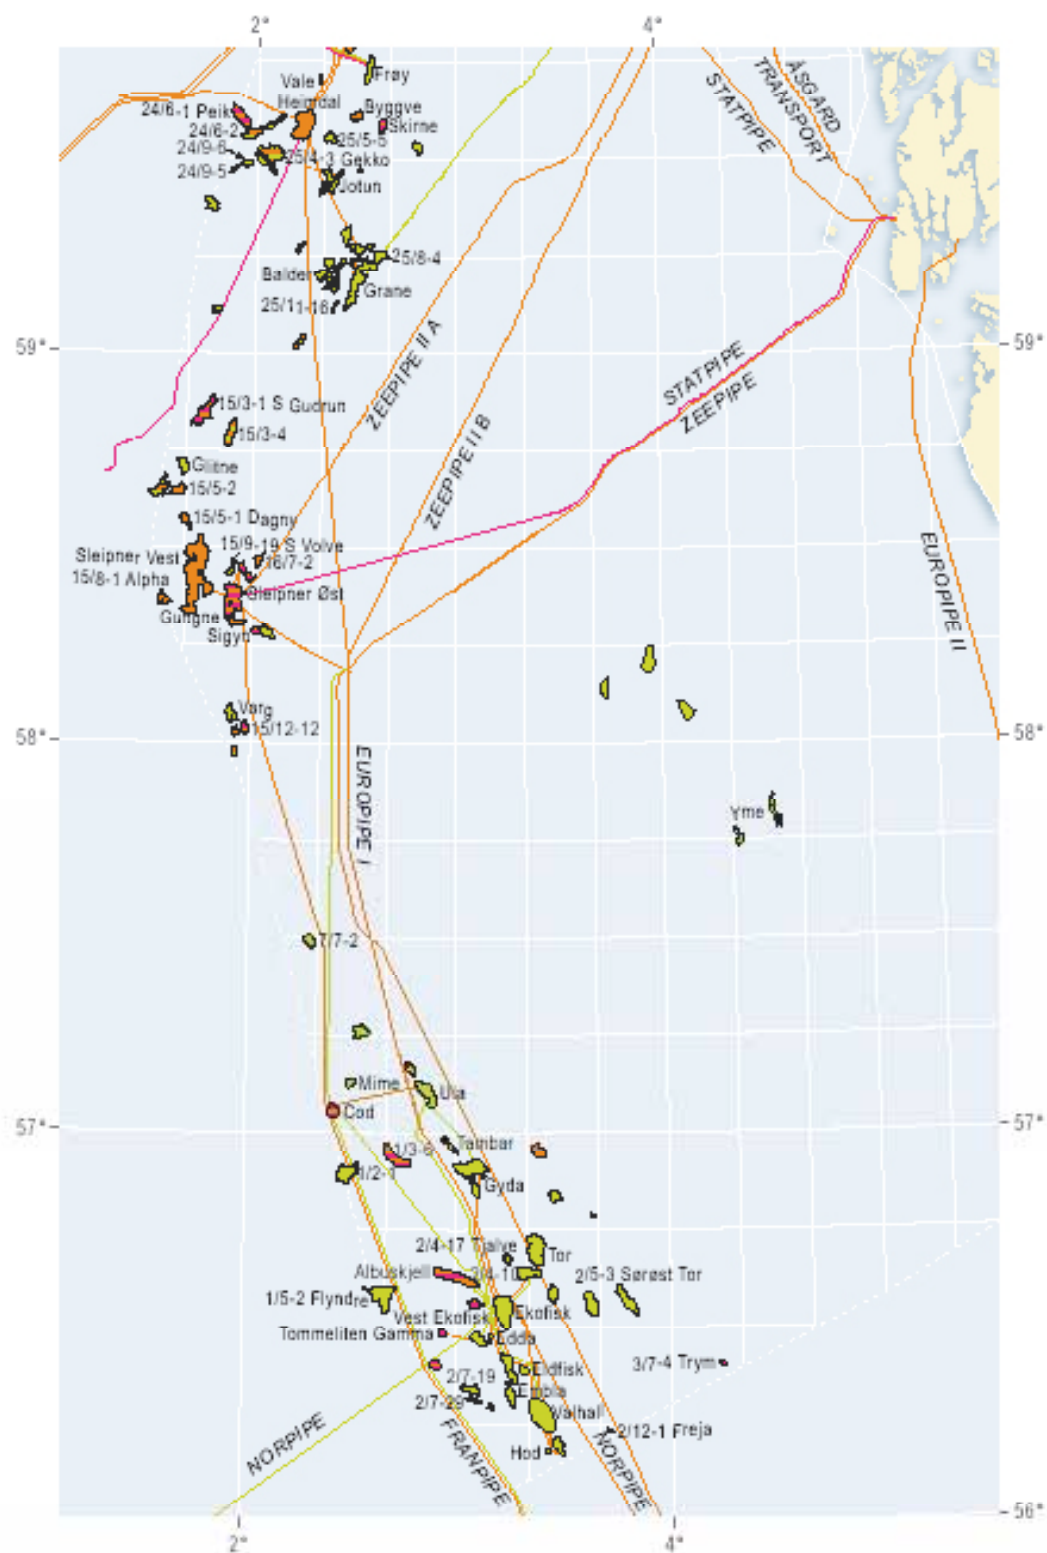 2°
4°
Frøy
Vale
Heimdal
24/6-1 Peik
Byggve
Skirne
24/6-2
25/5-5
24/9-6
25/4-3 Gekko
24/9-5
Jotun
STATPIPE
ÅSGARD
TRANSPORT
25/8-4
Balder
Grane
25/11-16
59°
59°
ZEEPIPE II A
STATPIPE
ZEEPIPE
15/3-1 S Gudrun
15/3-4
ZEEPIPE II B
Glitne
15/5-2
15/5-1 Dagny
15/9-19 S Volve
Sleipner Vest
16/7-2
15/8-1 Alpha
Sleipner Øst
Gungne
Sigyn
EUROPIPE II
Varg
15/12-12
58°
58°
EUROPIPE I
Yme
7/7-2
Mime
Ula
Cod
57°
57°
1/3-6
Tambar
1/2-1
Gyda
2/4-17 Tjalve
Tor
Albuskjell
2/4-10
2/5-3 Sørøst Tor
1/5-2 Flyndre
Vest Ekofisk
Ekofisk
Tommeliten Gamma
Edda
3/7-4 Trym
2/7-19
Eldfisk
Embla
2/7-29
Valhall
2/12-1 Freja
Hod
NORPIPE
FRANPIPE
NORPIPE
56°
2°
4°